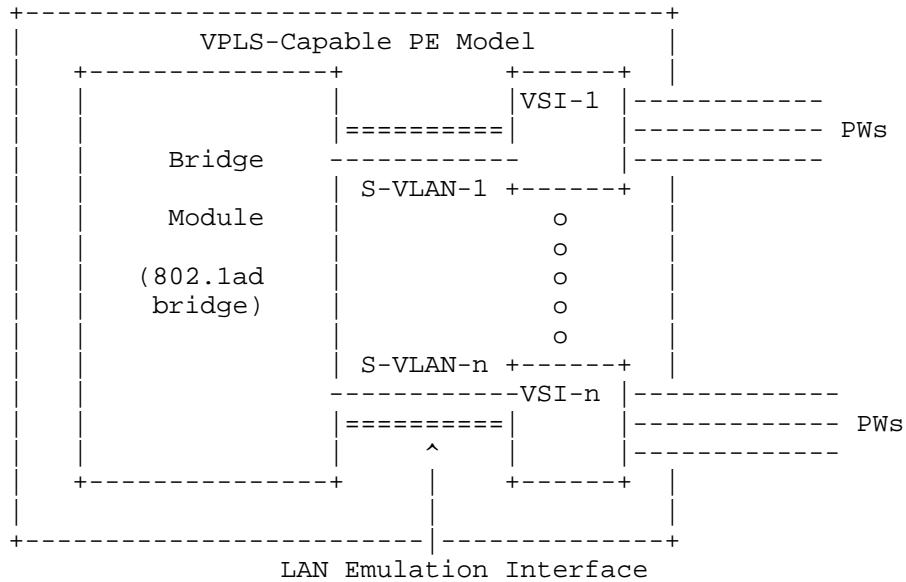 VPLS-Capable PE Model
VSI-1
PWs
Bridge
S-VLAN-1
Module
o
o
(802.1ad
o
bridge)
o
o
S-VLAN-n
VSI-n
PWs
LAN Emulation Interface